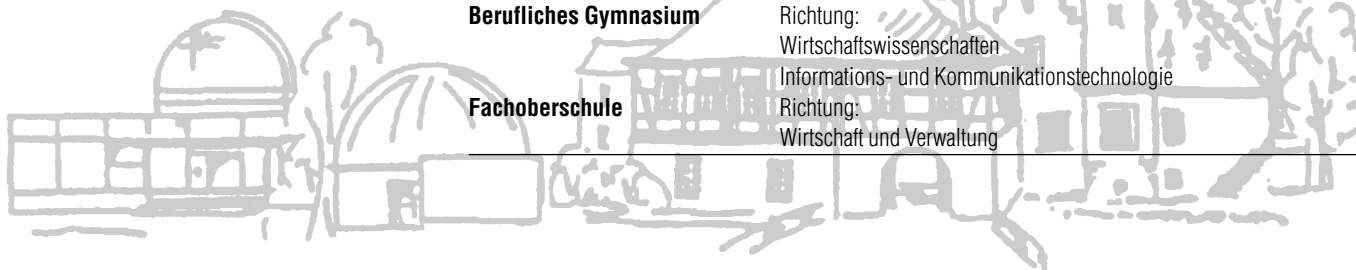 Berufliches Gymnasium Richtung:
Wirtschaftswissenschaften
Informations- und Kommunikationstechnologie
Fachoberschule Richtung:
Wirtschaft und Verwaltung